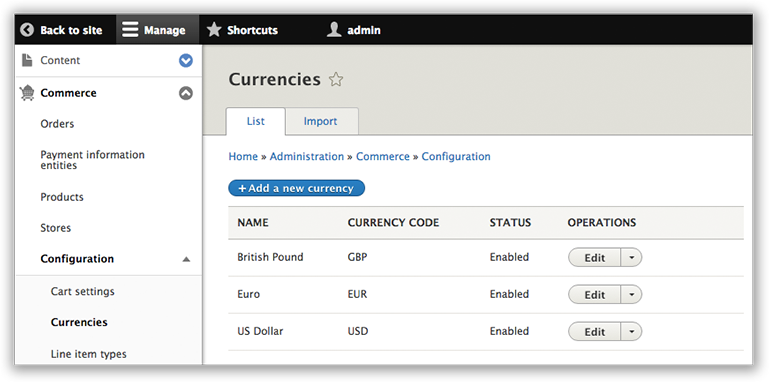 Back to site Manage Shortcuts admin
Content
Commerce
Orders
Payment information
entities
Products
Stores
Configuration
Cart settings
Currencies
Line item types
Currencies
List Import
Home » Administration » Commerce » Configuration
+Add a new currency
NAME CURRENCY CODE STATUS OPERATIONS
British Pound GBP Enabled Edit
Euro EUR Enabled Edit
US Dollar USD Enabled Edit